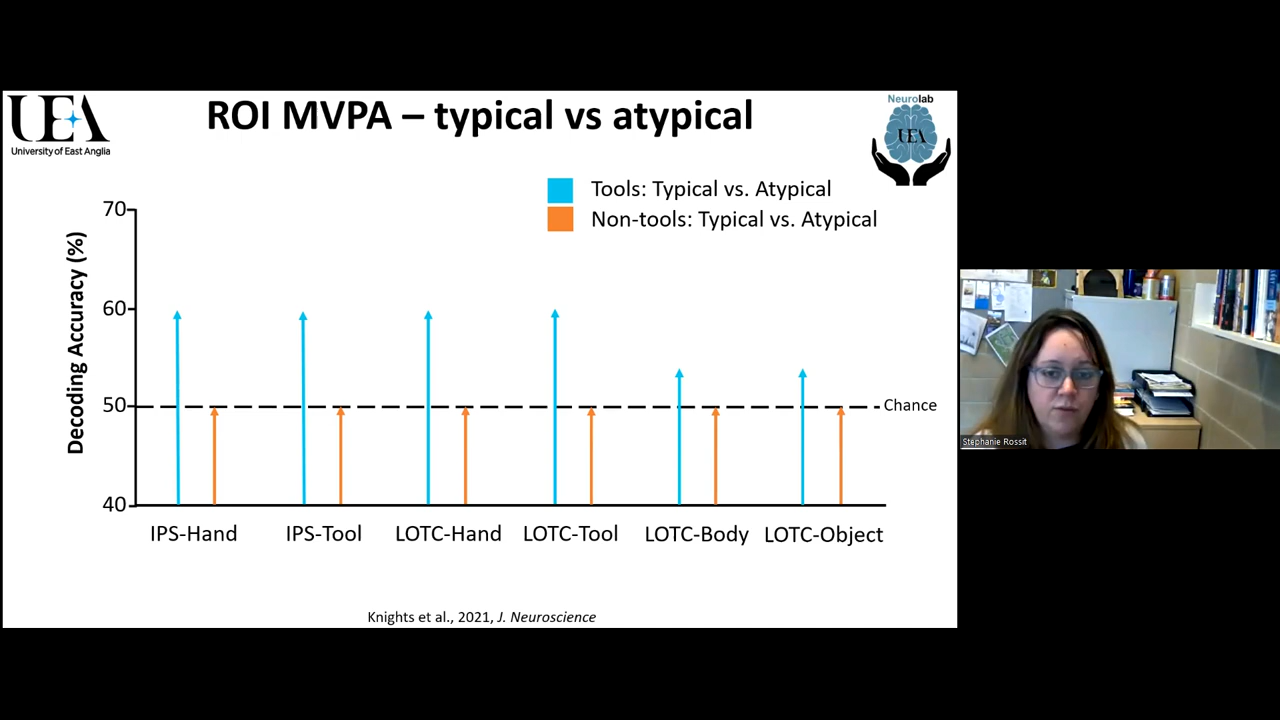 UEA
University of East Anglia
ROI MVPA – typical vs atypical
Neurolab
UEA
Tools: Typical vs. Atypical
Non-tools: Typical vs. Atypical
Decoding Accuracy (%)
70
60
50
40
Chance
IPS-Hand
IPS-Tool
LOTC-Hand
LOTC-Tool
LOTC-Body
LOTC-Object
Knights et al., 2021, J. Neuroscience
Stephanie Rossit